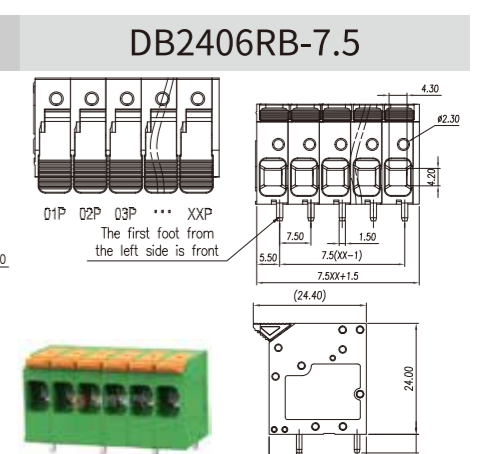 DB2406RB-7.5
4.30
ø2.30
4.20
01P 02P 03P ··· XXP
The first foot from
the left side is front
7.50
1.50
5.50
7.5(XX-1)
7.5XX+1.5
(24.40)
24.00